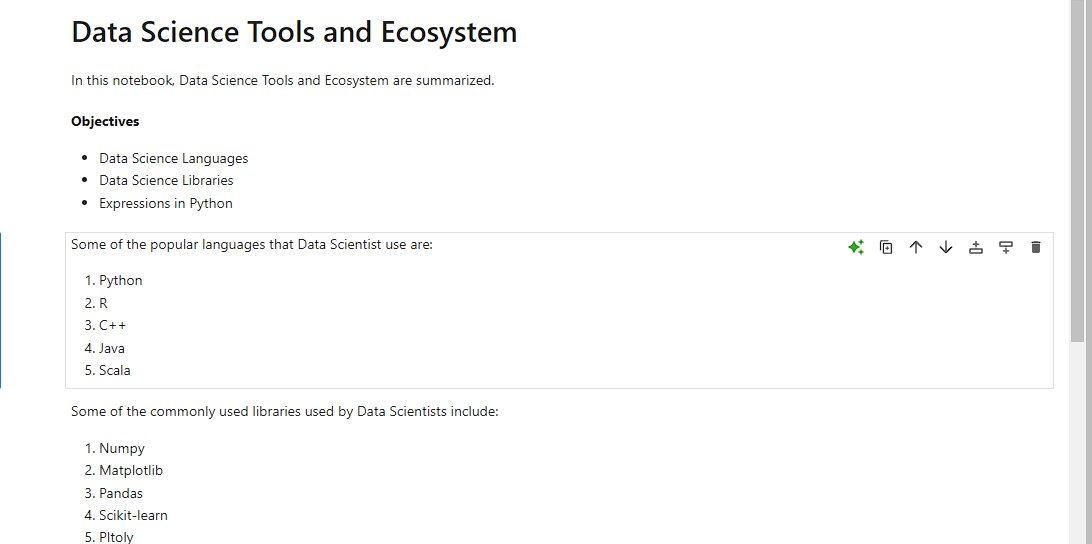 Data Science Tools and Ecosystem
In this notebook, Data Science Tools and Ecosystem are summarized.
Objectives
• Data Science Languages
• Data Science Libraries
• Expressions in Python
Some of the popular languages that Data Scientist use are:
1. Python
2. R
3. C++
4. Java
5. Scala
Some of the commonly used libraries used by Data Scientists include:
1. Numpy
2. Matplotlib
3. Pandas
4. Scikit-learn
5. Pltoly